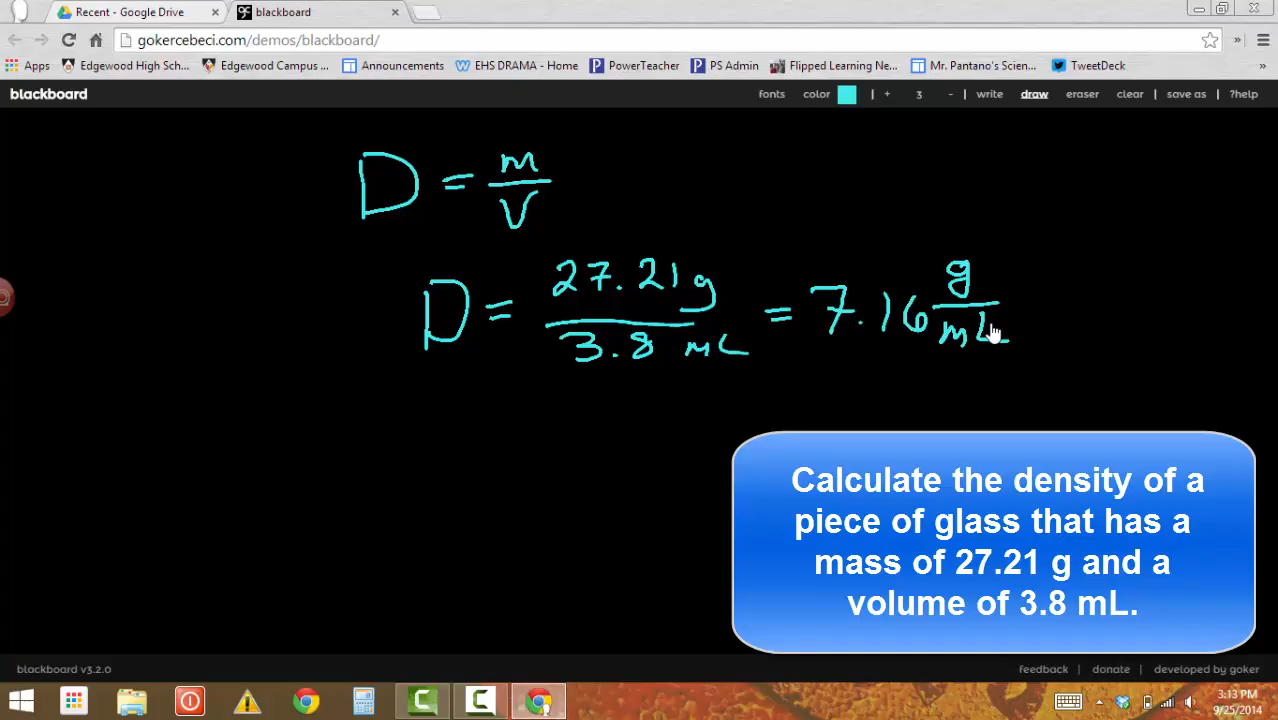 Recent - Google Drive
blackboard
gokercebeci.com/demos/blackboard/
Apps Edgewood High Sch... Edgewood Campus ... Announcements EHS DRAMA - Home PowerTeacher PS Admin Flipped Learning Ne... Mr. Pantano's Scien... TweetDeck »
blackboard fonts color | + 3 - | write draw eraser clear | save as | ?help
D = m/V
D = 27.21 g / 3.8 mL = 7.16 g/mL
Calculate the density of a
piece of glass that has a
mass of 27.21 g and a
volume of 3.8 mL.
blackboard v3.2.0 feedback | donate | developed by goker
3:13 PM
9/25/2014